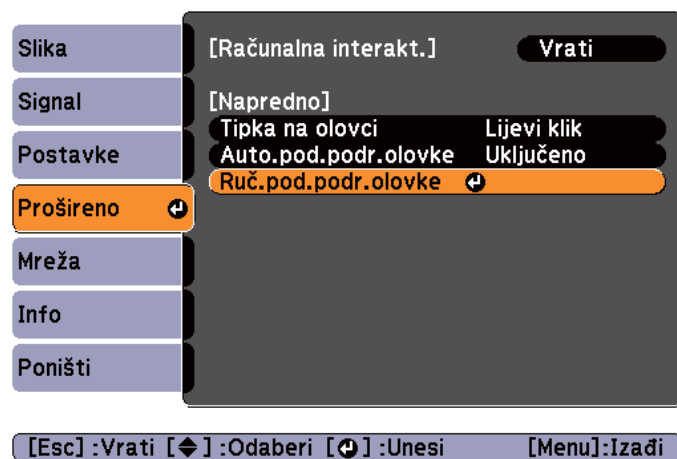 Slika
Signal
Postavke
Prošireno
Mreža
Info
Poništi
[Računalna interakt.] Vrati
[Napredno]
Tipka na olovci Lijevi klik
Auto.pod.podr.olovke Uključeno
Ruč.pod.podr.olovke
[Esc] :Vrati [◆] :Odaberi [↵] :Unesi [Menu]:Izađi